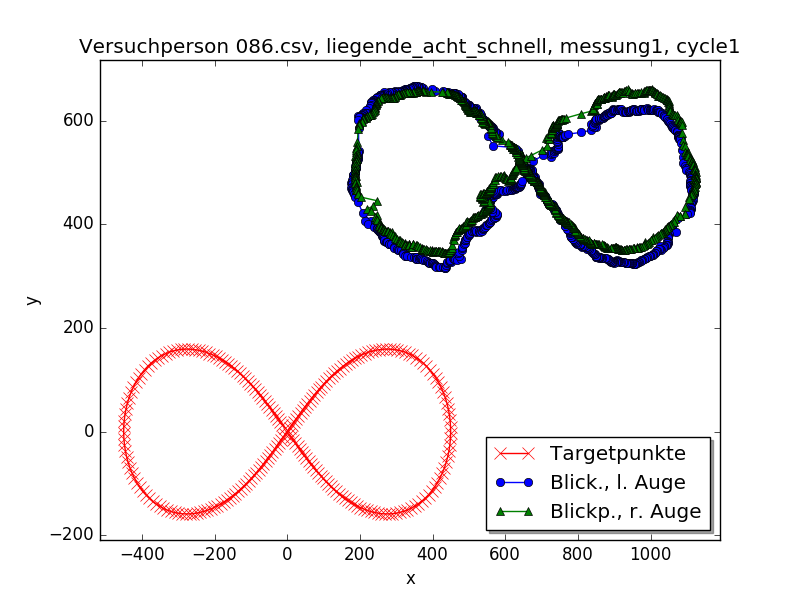 Versuchperson 086.csv, liegende_acht_schnell, messung1, cycle1
y
600
400
200
0
−200
−400
−200
0
200
400
600
800
1000
x
Targetpunkte
Blick., l. Auge
Blickp., r. Auge